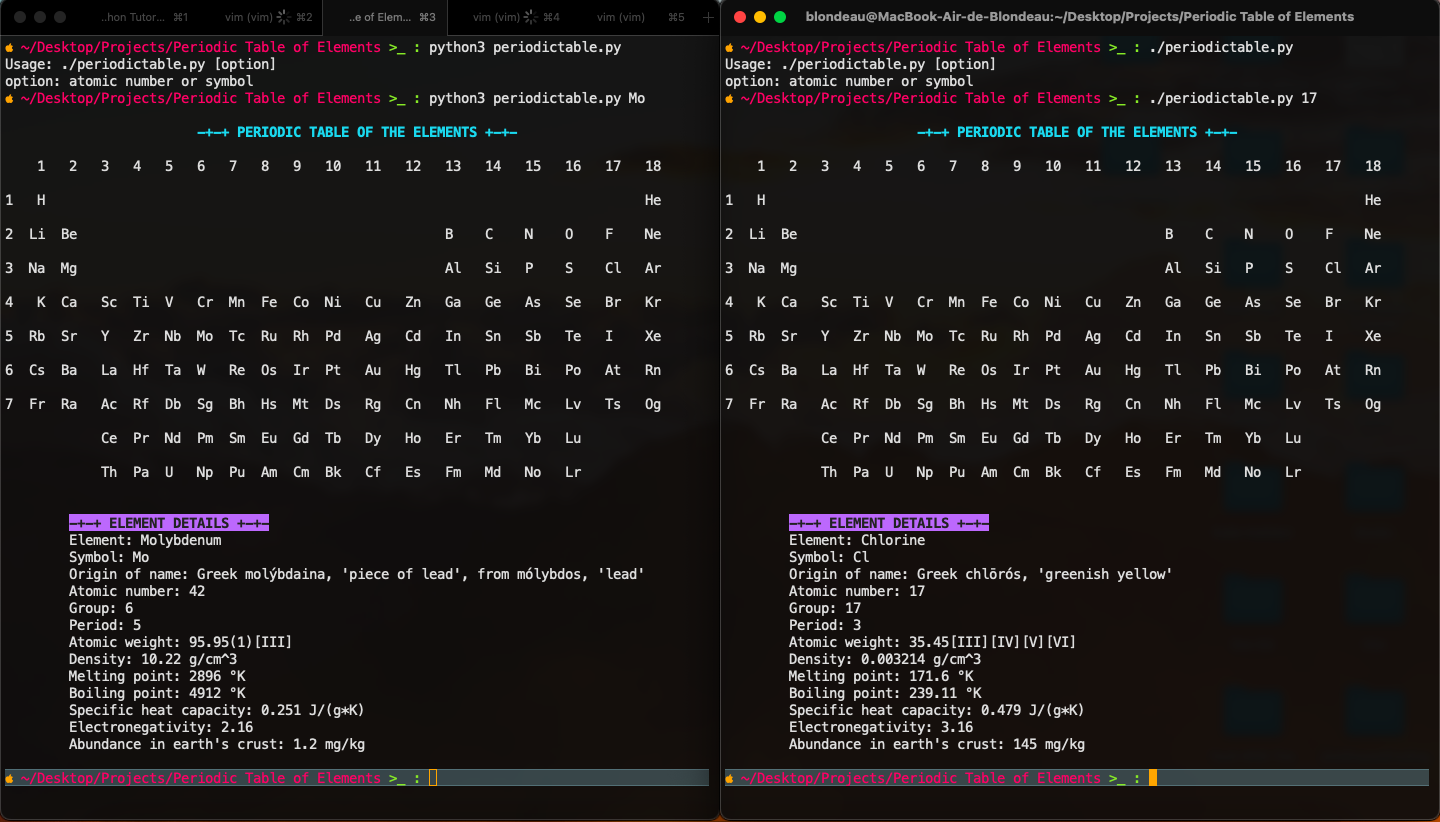 ..hon Tutor... ⌘1 vim (vim) ⌘2 ..e of Elem... ⌘3 vim (vim) ⌘4 vim (vim) ⌘5 +
~/Desktop/Projects/Periodic Table of Elements >_ : python3 periodictable.py
Usage: ./periodictable.py [option]
option: atomic number or symbol
~/Desktop/Projects/Periodic Table of Elements >_ : python3 periodictable.py Mo
-+-+ PERIODIC TABLE OF THE ELEMENTS +-+-
1 2 3 4 5 6 7 8 9 10 11 12 13 14 15 16 17 18
1 H He
2 Li Be B C N O F Ne
3 Na Mg Al Si P S Cl Ar
4 K Ca Sc Ti V Cr Mn Fe Co Ni Cu Zn Ga Ge As Se Br Kr
5 Rb Sr Y Zr Nb Mo Tc Ru Rh Pd Ag Cd In Sn Sb Te I Xe
6 Cs Ba La Hf Ta W Re Os Ir Pt Au Hg Tl Pb Bi Po At Rn
7 Fr Ra Ac Rf Db Sg Bh Hs Mt Ds Rg Cn Nh Fl Mc Lv Ts Og
Ce Pr Nd Pm Sm Eu Gd Tb Dy Ho Er Tm Yb Lu
Th Pa U Np Pu Am Cm Bk Cf Es Fm Md No Lr
-+-+ ELEMENT DETAILS +-+-
Element: Molybdenum
Symbol: Mo
Origin of name: Greek molýbdaina, 'piece of lead', from mólybdos, 'lead'
Atomic number: 42
Group: 6
Period: 5
Atomic weight: 95.95(1)[III]
Density: 10.22 g/cm^3
Melting point: 2896 °K
Boiling point: 4912 °K
Specific heat capacity: 0.251 J/(g*K)
Electronegativity: 2.16
Abundance in earth's crust: 1.2 mg/kg
~/Desktop/Projects/Periodic Table of Elements >_ :
blondeau@MacBook-Air-de-Blondeau:~/Desktop/Projects/Periodic Table of Elements
~/Desktop/Projects/Periodic Table of Elements >_ : ./periodictable.py
Usage: ./periodictable.py [option]
option: atomic number or symbol
~/Desktop/Projects/Periodic Table of Elements >_ : ./periodictable.py 17
-+-+ PERIODIC TABLE OF THE ELEMENTS +-+-
1 2 3 4 5 6 7 8 9 10 11 12 13 14 15 16 17 18
1 H He
2 Li Be B C N O F Ne
3 Na Mg Al Si P S Cl Ar
4 K Ca Sc Ti V Cr Mn Fe Co Ni Cu Zn Ga Ge As Se Br Kr
5 Rb Sr Y Zr Nb Mo Tc Ru Rh Pd Ag Cd In Sn Sb Te I Xe
6 Cs Ba La Hf Ta W Re Os Ir Pt Au Hg Tl Pb Bi Po At Rn
7 Fr Ra Ac Rf Db Sg Bh Hs Mt Ds Rg Cn Nh Fl Mc Lv Ts Og
Ce Pr Nd Pm Sm Eu Gd Tb Dy Ho Er Tm Yb Lu
Th Pa U Np Pu Am Cm Bk Cf Es Fm Md No Lr
-+-+ ELEMENT DETAILS +-+-
Element: Chlorine
Symbol: Cl
Origin of name: Greek chlōrós, 'greenish yellow'
Atomic number: 17
Group: 17
Period: 3
Atomic weight: 35.45[III][IV][V][VI]
Density: 0.003214 g/cm^3
Melting point: 171.6 °K
Boiling point: 239.11 °K
Specific heat capacity: 0.479 J/(g*K)
Electronegativity: 3.16
Abundance in earth's crust: 145 mg/kg
~/Desktop/Projects/Periodic Table of Elements >_ :